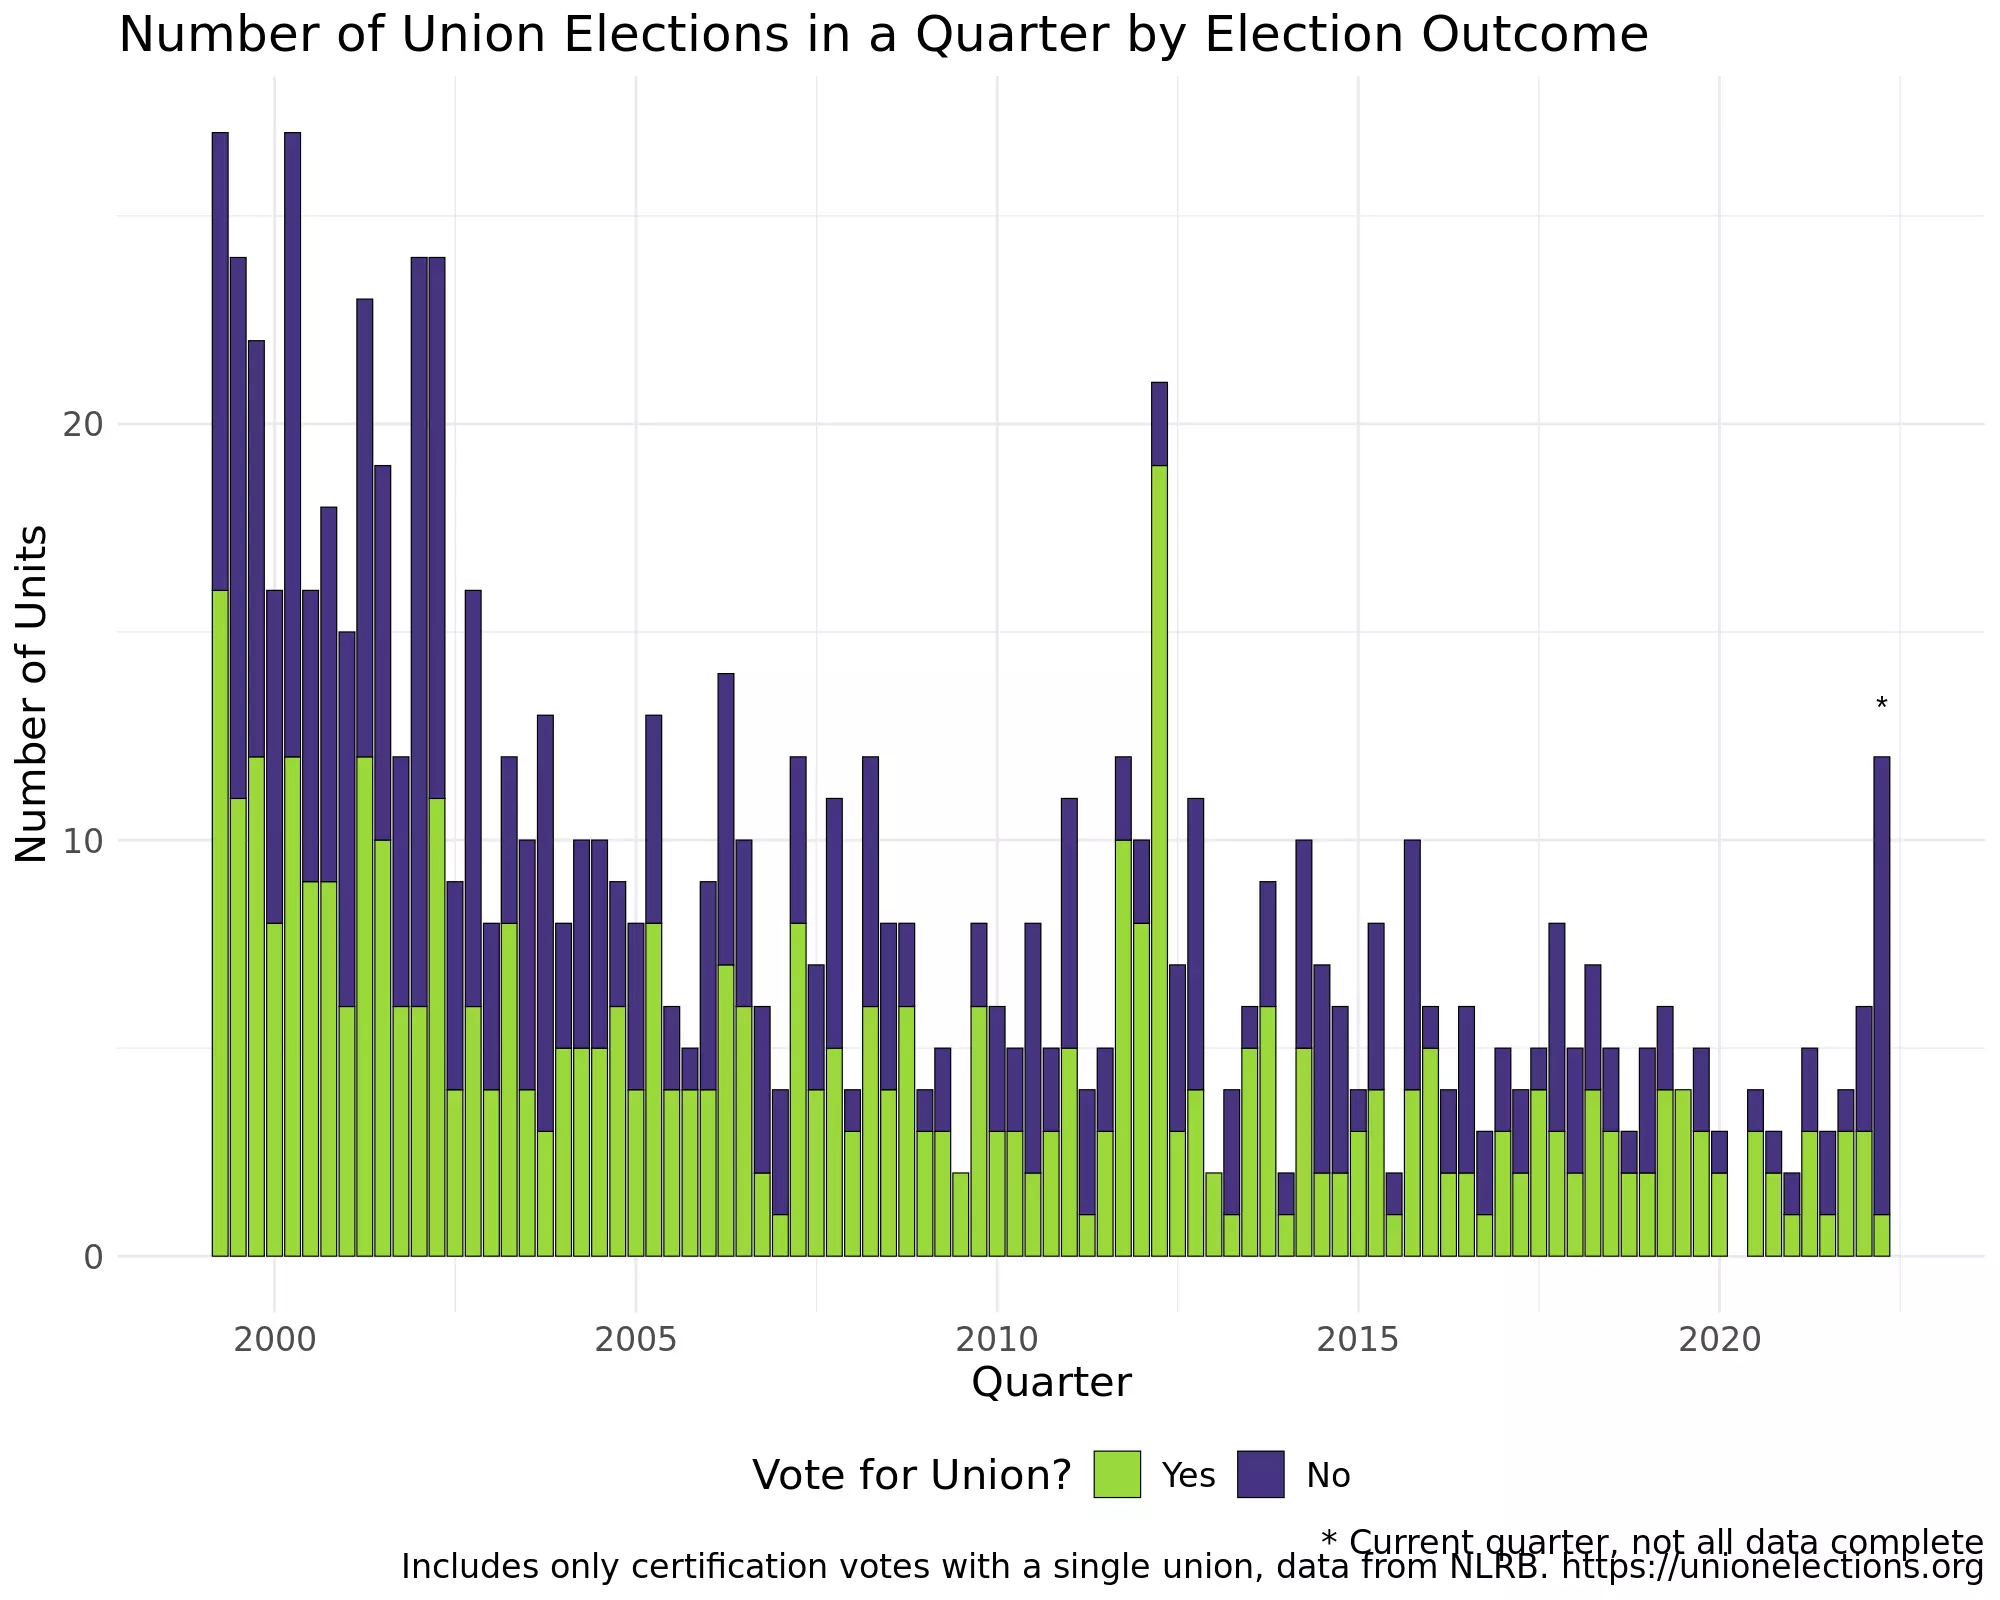 Number of Union Elections in a Quarter by Election Outcome
Number of Units
20
10
0
*
2000 2005 2010 2015 2020
Quarter
Vote for Union? Yes No
* Current quarter, not all data complete
Includes only certification votes with a single union, data from NLRB. https://unionelections.org